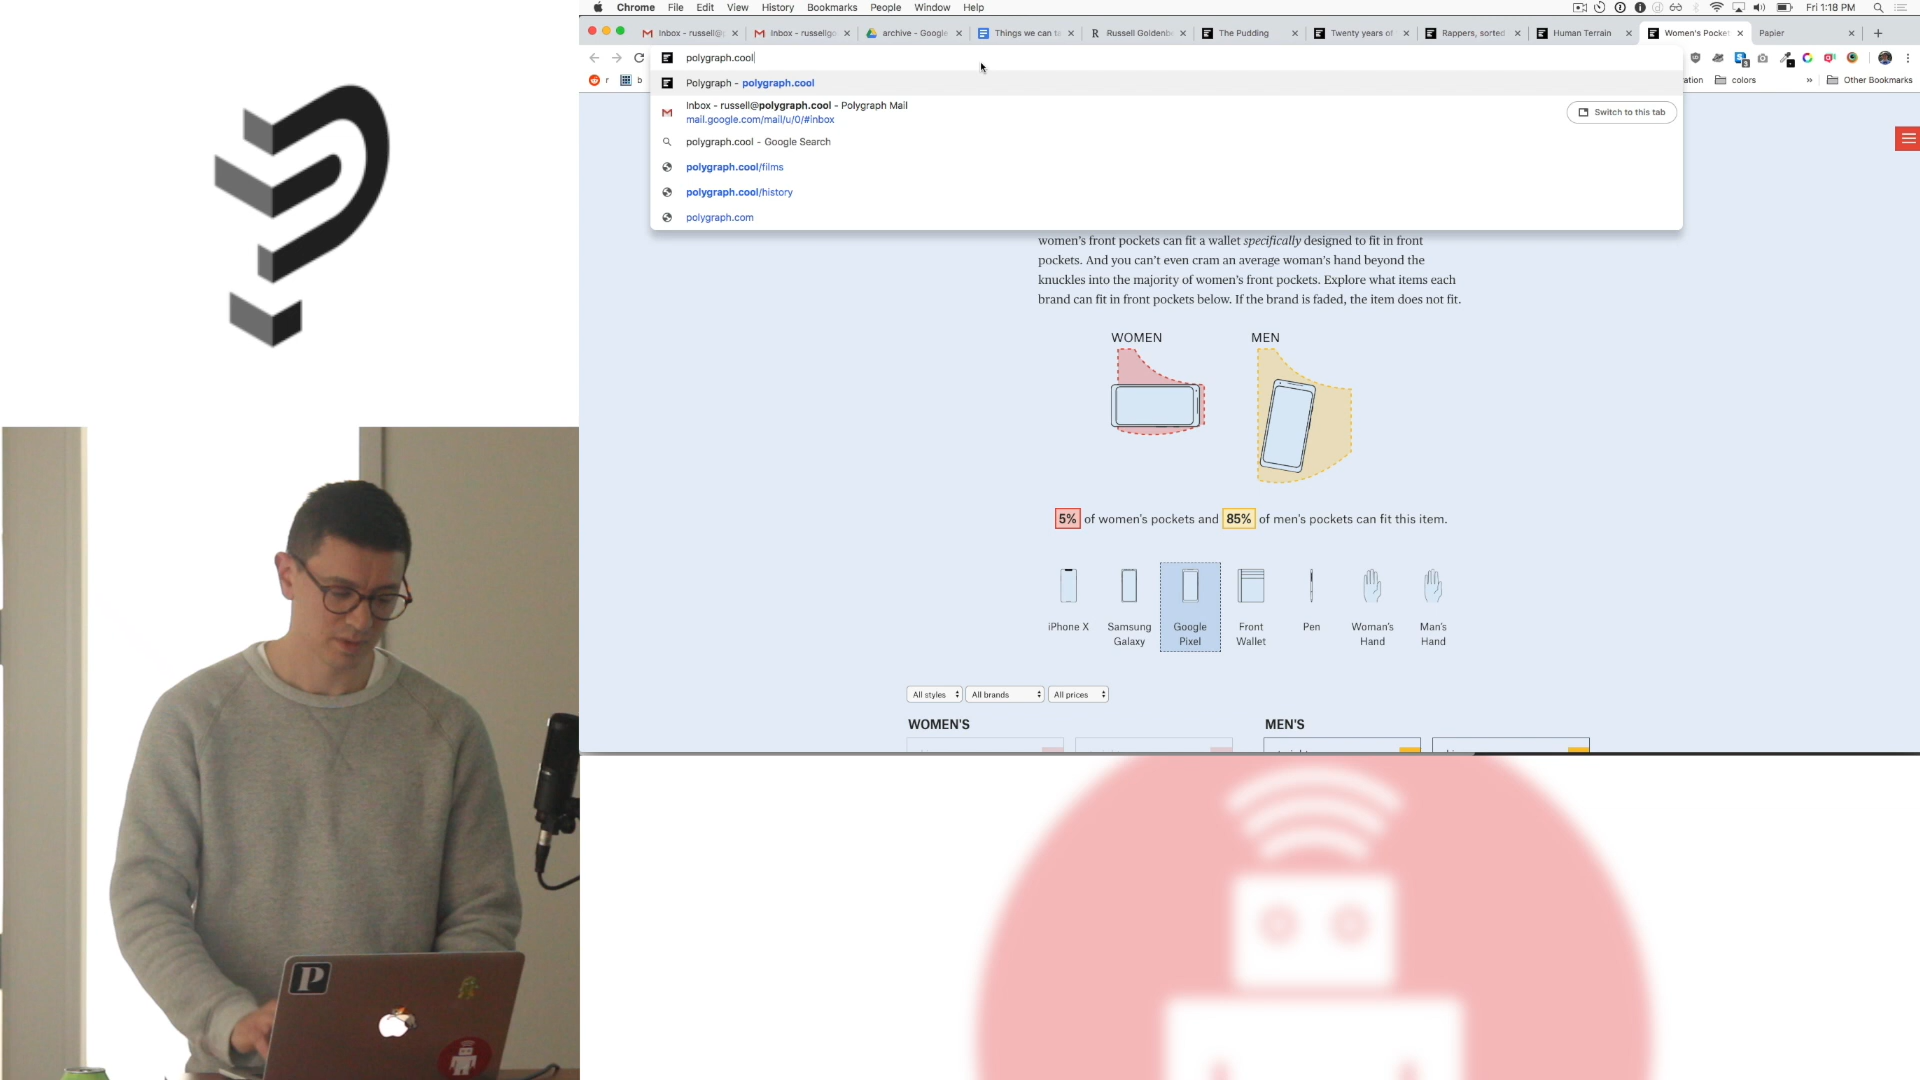 Chrome File Edit View History Bookmarks People Window Help
Fri 1:18 PM
Inbox - russell@p
Inbox - russellgo
archive - Google
Things we can ta
Russell Goldenbe
The Pudding
Twenty years of
Rappers, sorted
Human Terrain
Women's Pocket
Papier
polygraph.cool
r
b
ation
colors
»
Other Bookmarks
Polygraph - polygraph.cool
Inbox - russell@polygraph.cool - Polygraph Mail
mail.google.com/mail/u/0/#inbox
Switch to this tab
polygraph.cool - Google Search
polygraph.cool/films
polygraph.cool/history
polygraph.com
women's front pockets can fit a wallet specifically designed to fit in front
pockets. And you can't even cram an average woman's hand beyond the
knuckles into the majority of women's front pockets. Explore what items each
brand can fit in front pockets below. If the brand is faded, the item does not fit.
WOMEN
MEN
5% of women's pockets and 85% of men's pockets can fit this item.
iPhone X
Samsung
Galaxy
Google
Pixel
Front
Wallet
Pen
Woman's
Hand
Man's
Hand
All styles
All brands
All prices
WOMEN'S
MEN'S
P